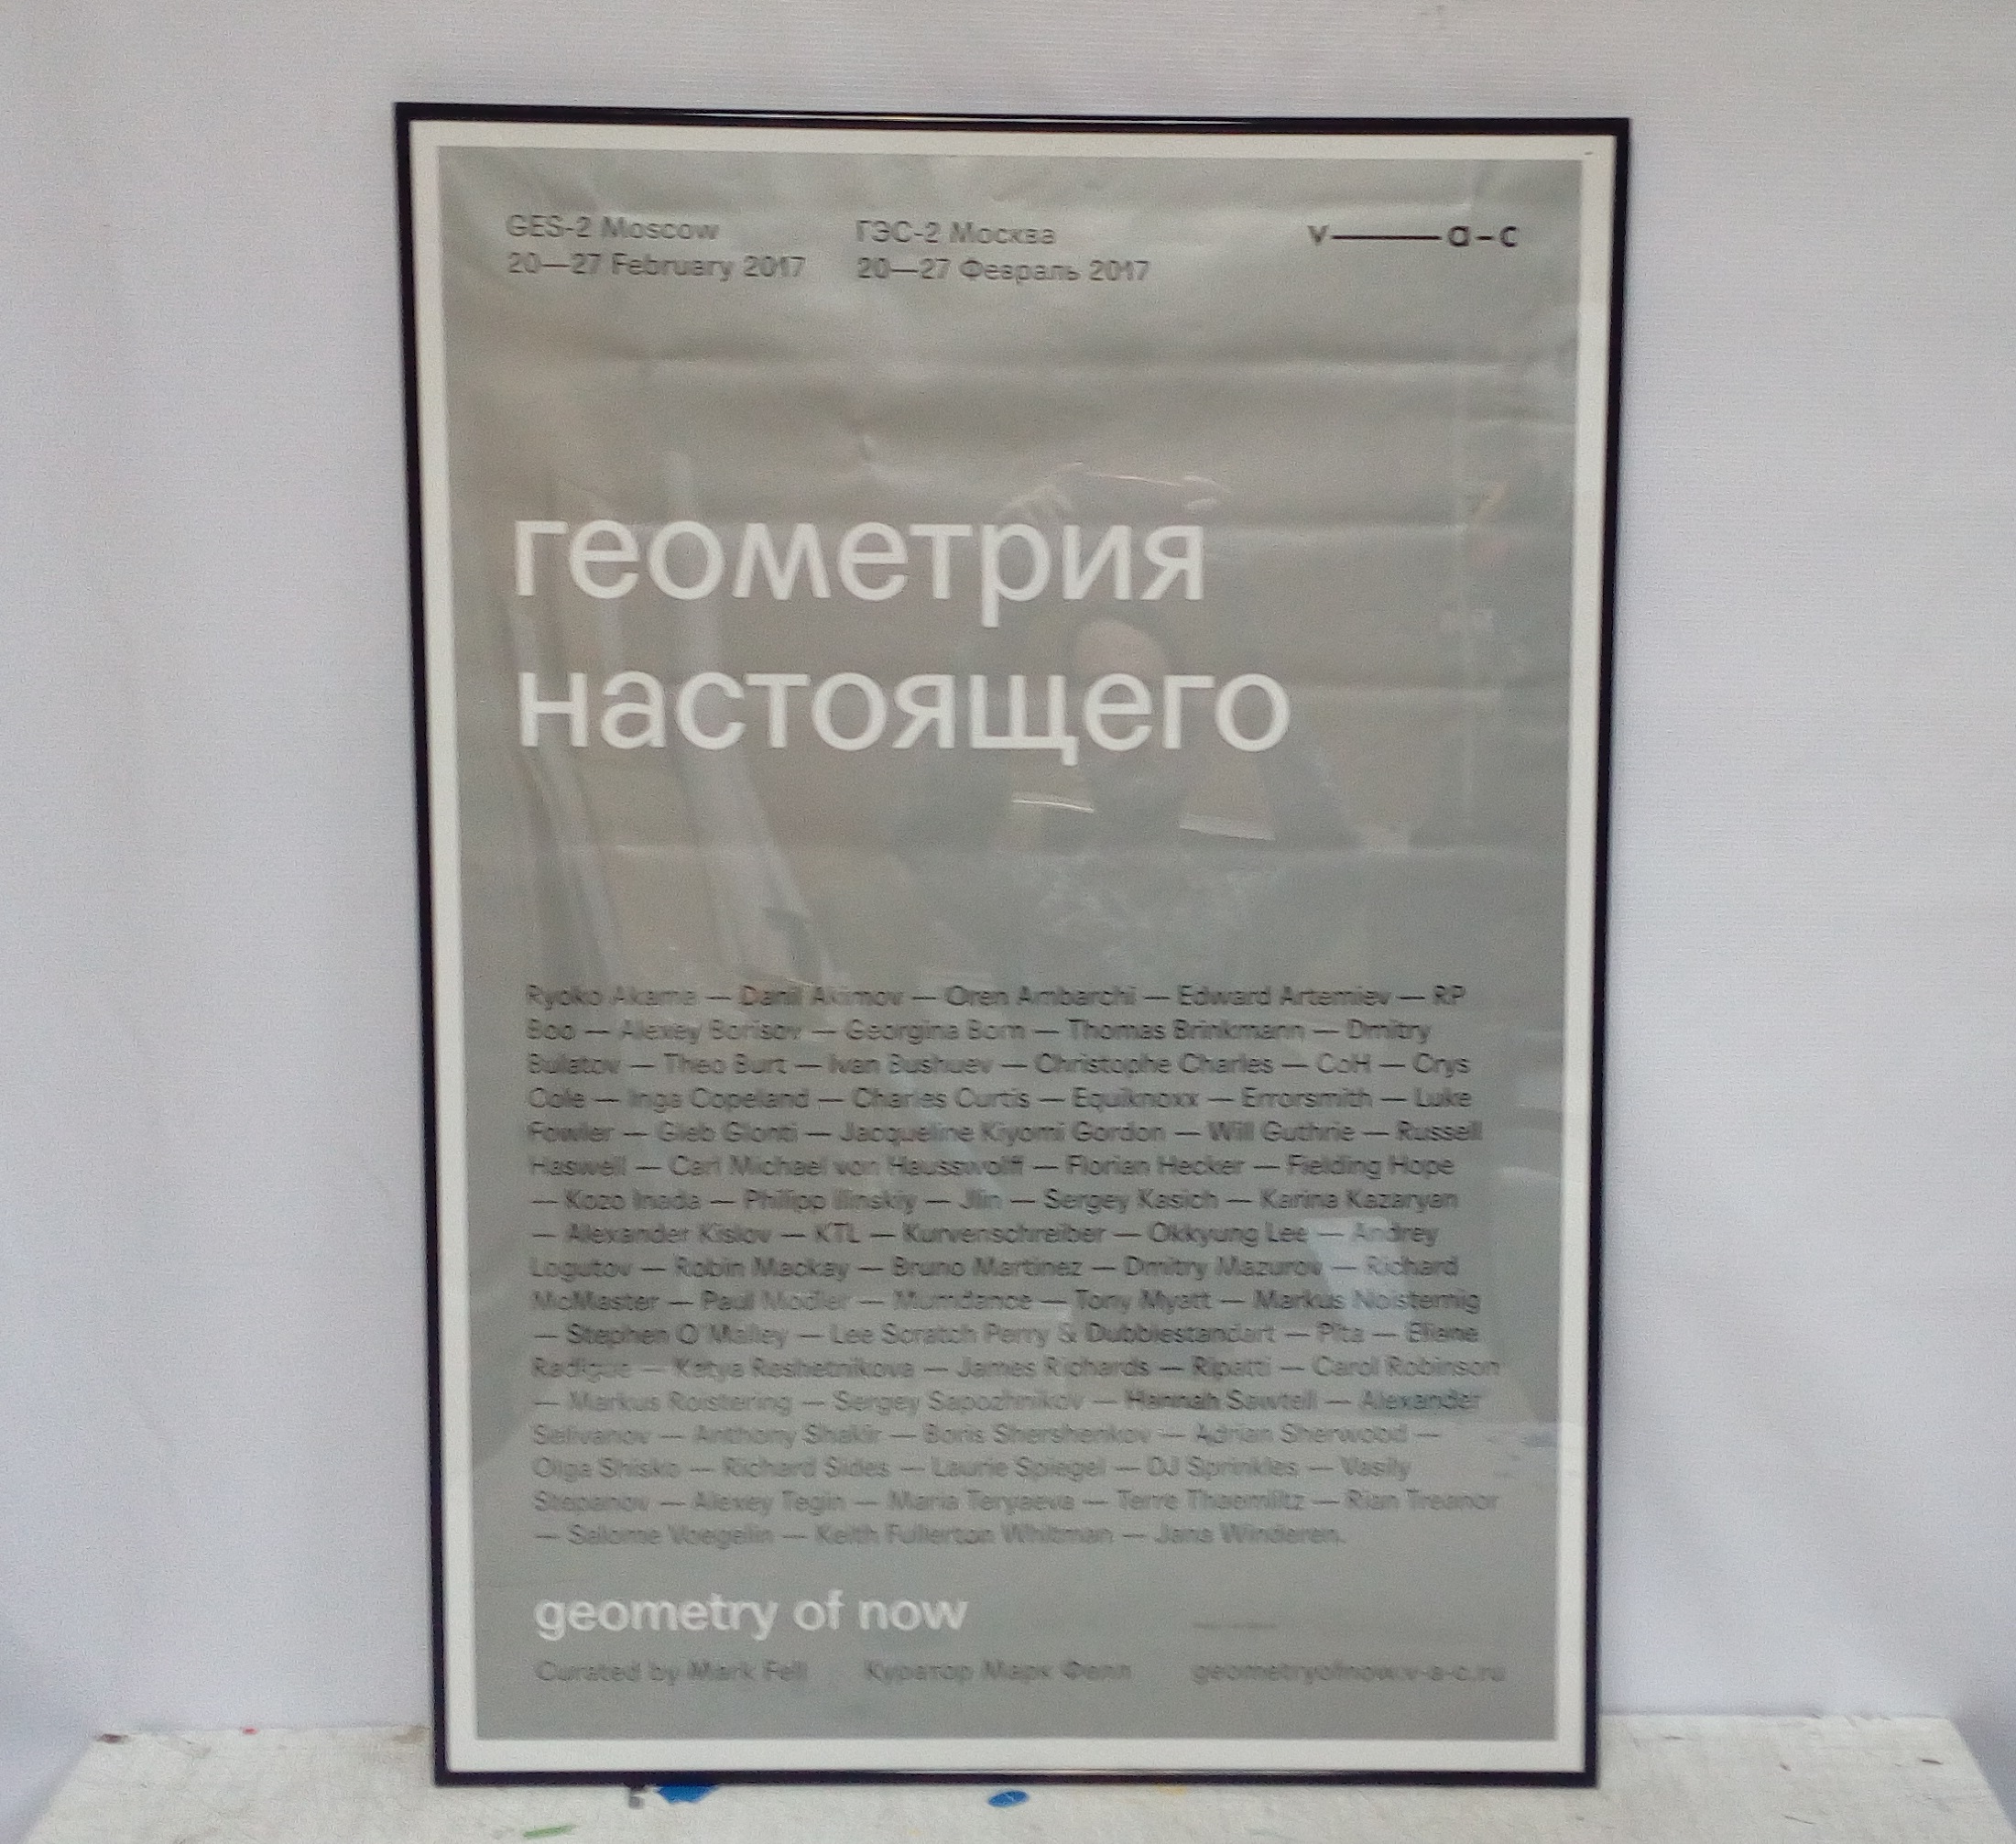 GES-2 Moscow
20—27 February 2017
ГЭС-2 Москва
20—27 Февраль 2017
v——a-c
геометрия
настоящего
Ryoko Akama — Danil Akimov — Oren Ambarchi — Edward Artemiev — RP
Boo — Alexey Borisov — Georgina Born — Thomas Brinkmann — Dmitry
Bulatov — Theo Burt — Ivan Bushuev — Christophe Charles — CoH — Crys
Cole — Inga Copeland — Charles Curtis — Equiknoxx — Errorsmith — Luke
Fowler — Gleb Glonti — Jacqueline Kiyomi Gordon — Will Guthrie — Russell
Haswell — Carl Michael von Hausswolff — Florian Hecker — Fielding Hope
— Kozo Inada — Philipp Ilinskiy — Jlin — Sergey Kasich — Karina Kazaryan
— Alexander Kislov — KTL — Kurvenschreiber — Okkyung Lee — Andrey
Logutov — Robin Mackay — Bruno Martinez — Dmitry Mazurov — Richard
McMaster — Paul Modler — Mumdance — Tony Myatt — Markus Noisternig
— Stephen O'Malley — Lee Scratch Perry & Dubblestandart — Pita — Eliane
Radigue — Katya Reshetnikova — James Richards — Ripatti — Carol Robinson
— Markus Roistering — Sergey Sapozhnikov — Hannah Sawtell — Alexander
Selivanov — Anthony Shakir — Boris Shershenkov — Adrian Sherwood —
Olga Shisko — Richard Sides — Laurie Spiegel — DJ Sprinkles — Vasily
Stepanov — Alexey Tegin — Maria Teryaeva — Terre Thaemlitz — Rian Treanor
— Salome Voegelin — Keith Fullerton Whitman — Jana Winderen.
geometry of now
Curated by Mark Fell
Куратор Марк Фелл
geometryofnow.v-a-c.ru